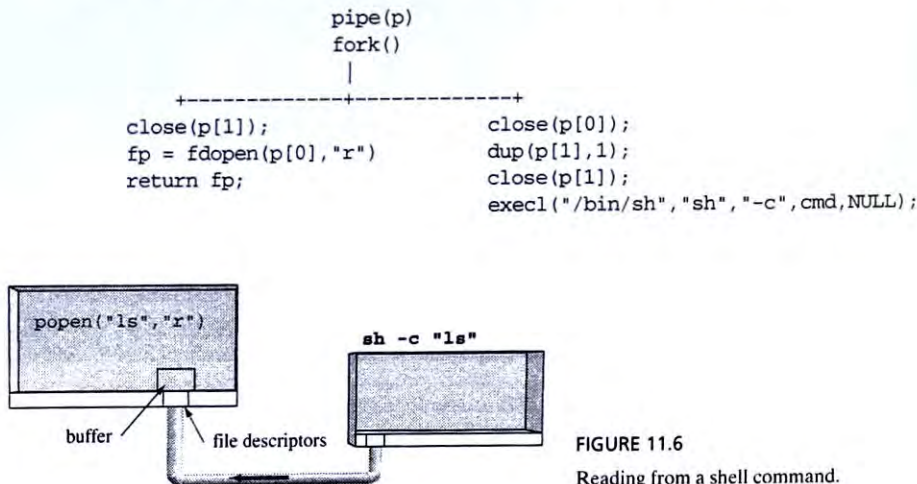 pipe(p)
fork()
|
+---------------+---------------+
close(p[1]);
fp = fdopen(p[0],"r")
return fp;
close(p[0]);
dup(p[1],1);
close(p[1]);
execl("/bin/sh","sh","-c",cmd,NULL);
popen("ls","r")
sh -c "ls"
buffer
file descriptors
FIGURE 11.6
Reading from a shell command.